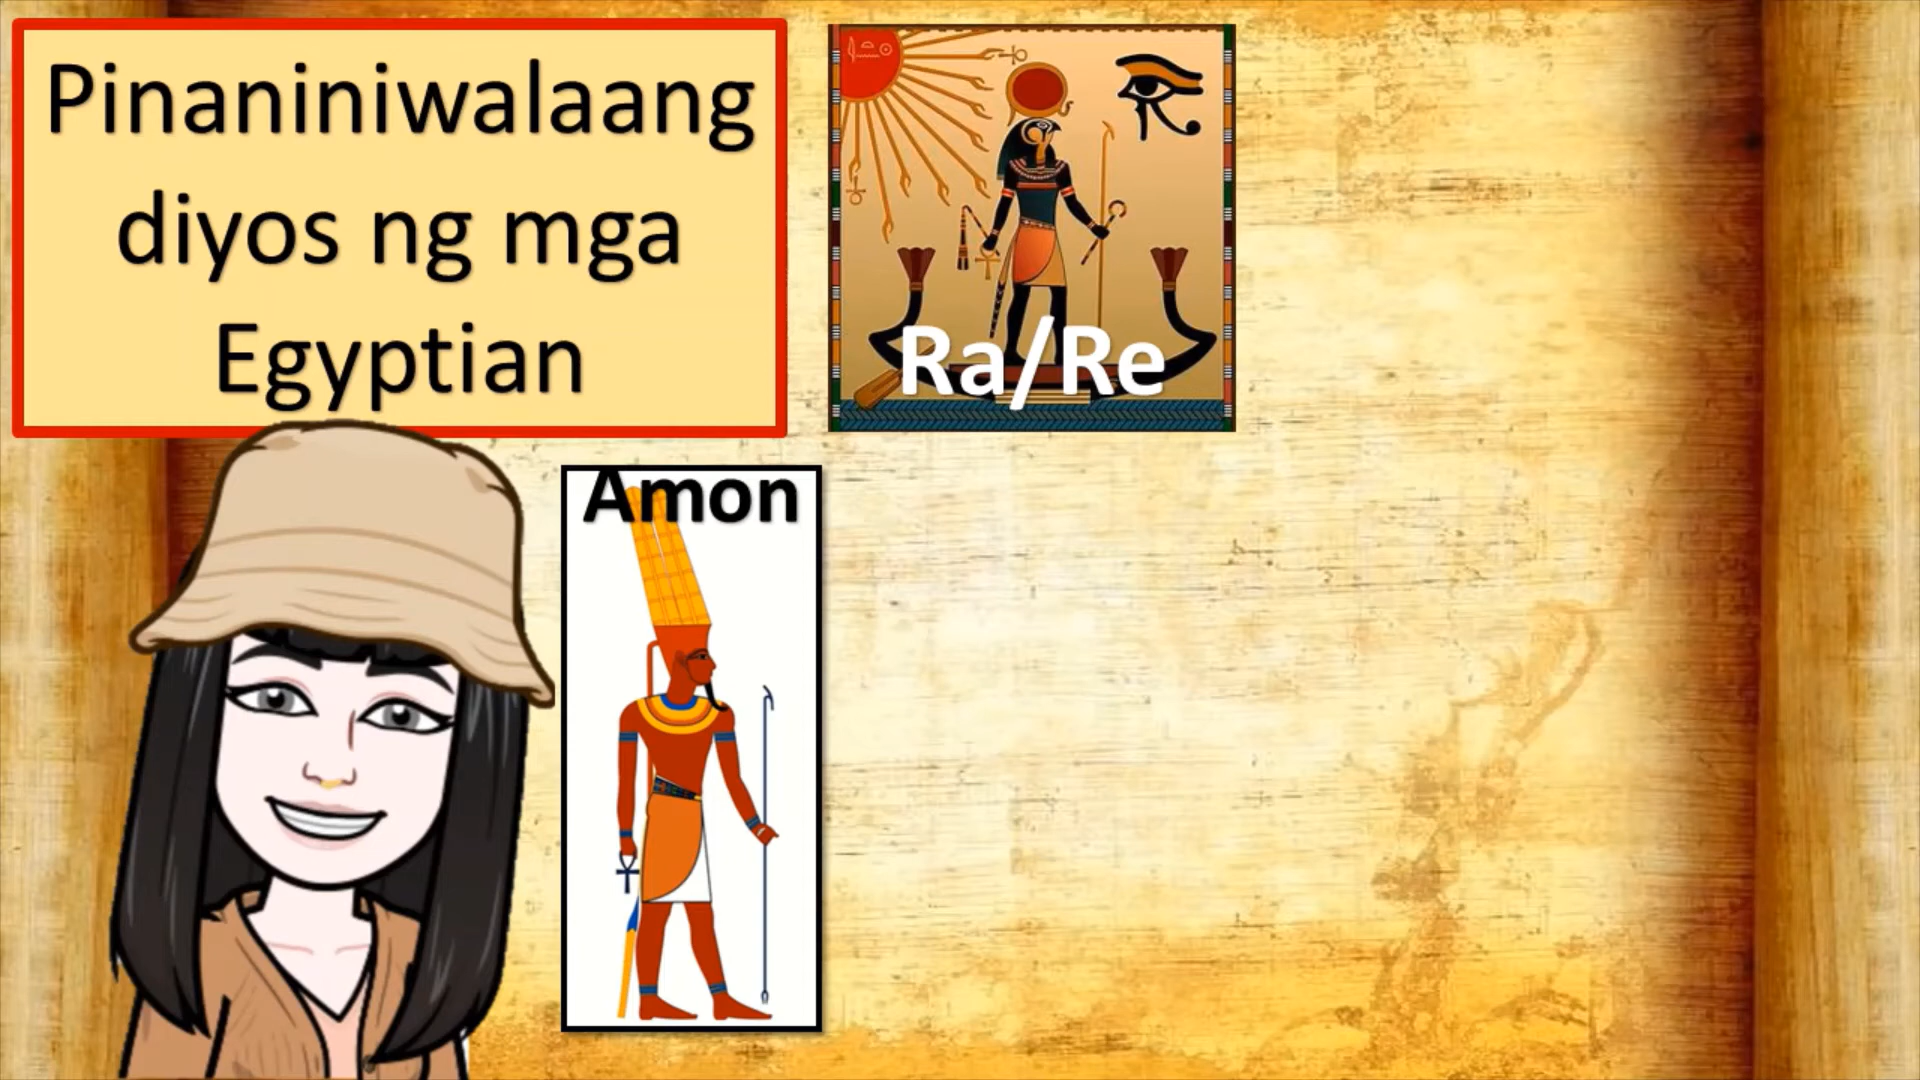 Pinaniniwalaang
diyos ng mga
Egyptian
Ra/Re
Amon